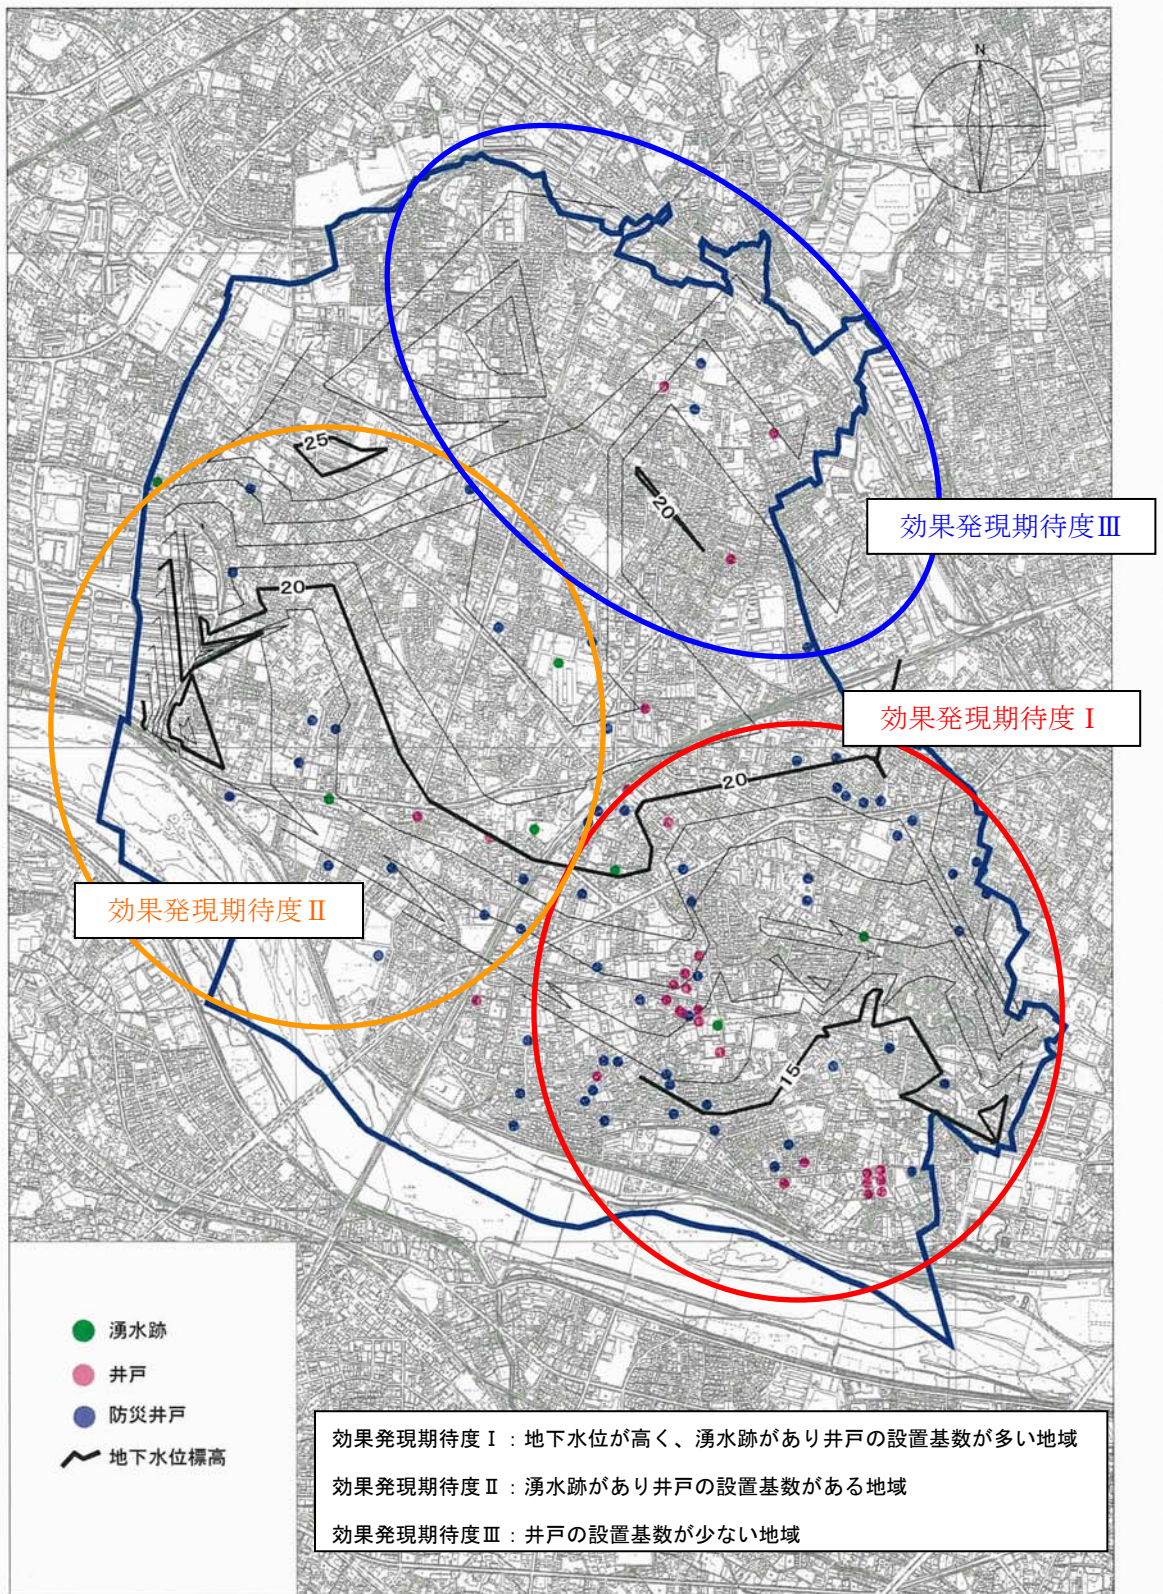 N
25
20
20
効果発現期待度Ⅲ
効果発現期待度Ⅰ
20
効果発現期待度Ⅱ
15
湧水跡
井戸
防災井戸
地下水位標高
効果発現期待度Ⅰ：地下水位が高く、湧水跡があり井戸の設置基数が多い地域
効果発現期待度Ⅱ：湧水跡があり井戸の設置基数がある地域
効果発現期待度Ⅲ：井戸の設置基数が少ない地域